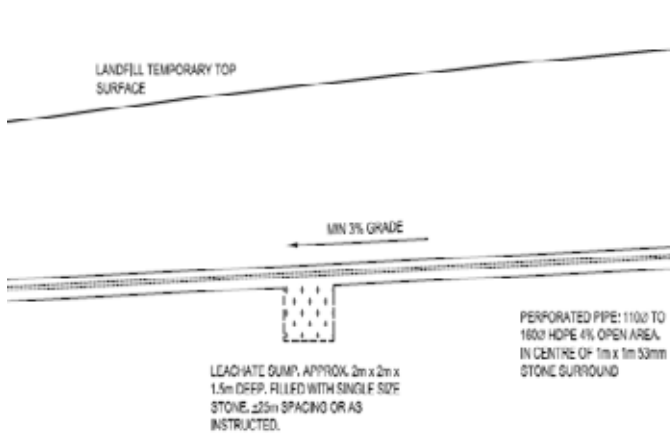 LANDFILL TEMPORARY TOP
SURFACE
MIN 3% GRADE
PERFORATED PIPE: 110Ø TO
160Ø HDPE 4% OPEN AREA.
IN CENTRE OF 1m x 1m 53mm
STONE SURROUND
LEACHATE SUMP. APPROX. 2m x 2m x
1.5m DEEP. FILLED WITH SINGLE SIZE
STONE. ±25m SPACING OR AS
INSTRUCTED.